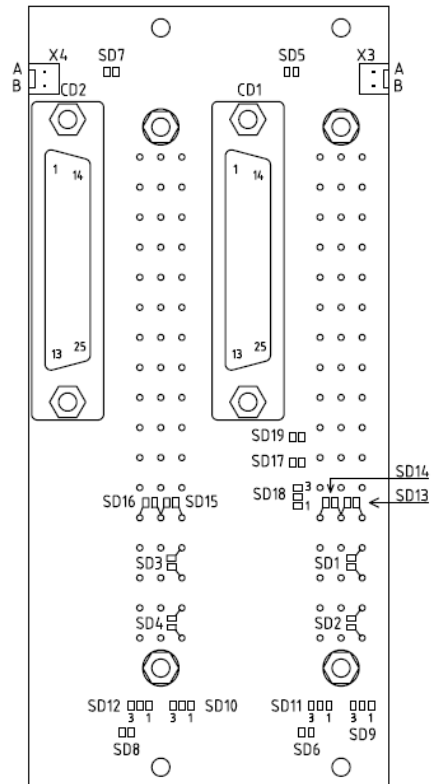 X4 SD7 SD5 X3
A A
B B
CD2 CD1
1 14 1 14
13 25 13 25
SD19
SD17
SD14
3
SD18
1
SD16 SD15 SD13
SD3 SD1
SD4 SD2
SD12 SD10 SD11
3 1 3 1 3 1 3 1
SD9
SD8 SD6